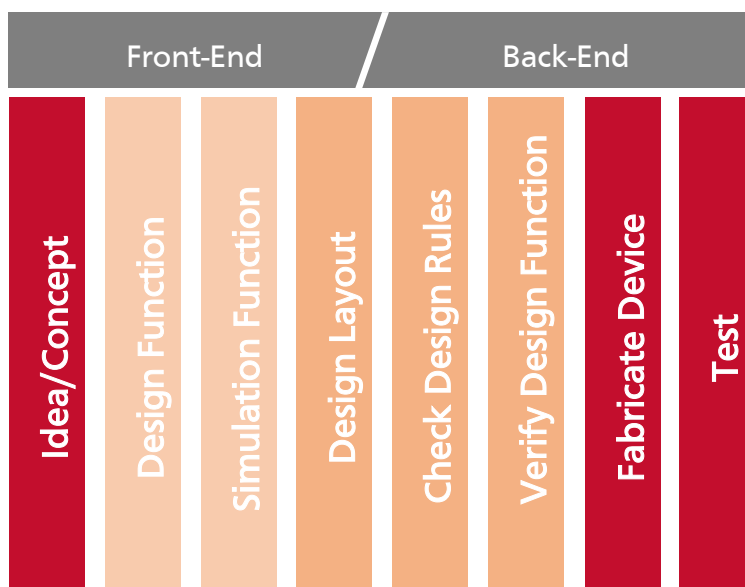 Front-End
Back-End
Idea/Concept
Design Function
Simulation Function
Design Layout
Check Design Rules
Verify Design Function
Fabricate Device
Test